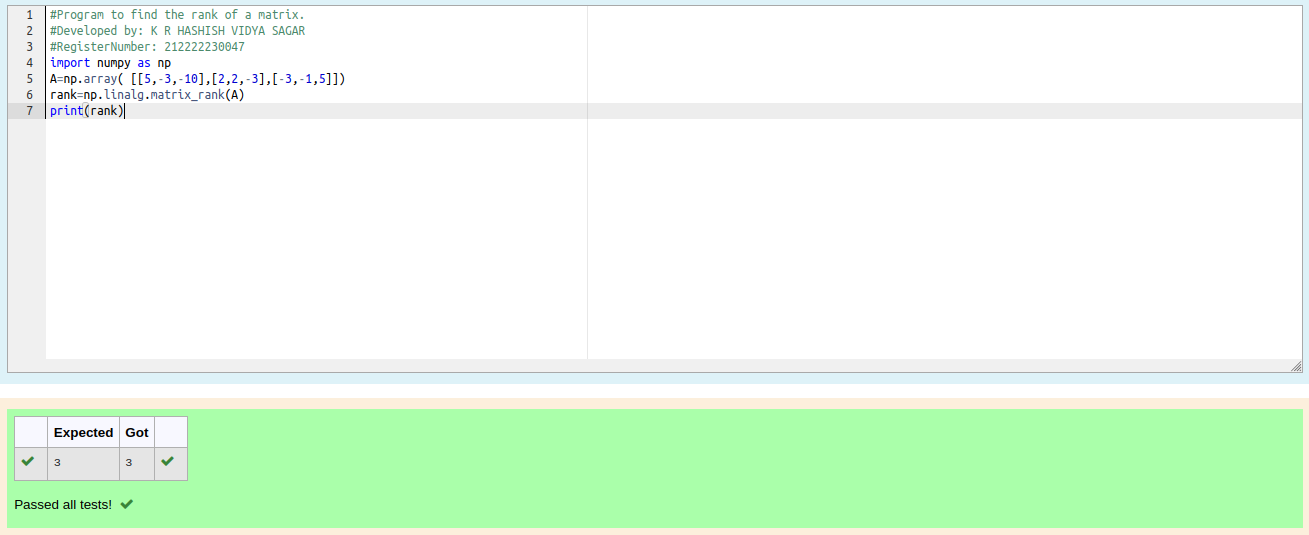 1 #Program to find the rank of a matrix.
2 #Developed by: K R HASHISH VIDYA SAGAR
3 #RegisterNumber: 212222230047
4 import numpy as np
5 A=np.array( [[5,-3,-10],[2,2,-3],[-3,-1,5]])
6 rank=np.linalg.matrix_rank(A)
7 print(rank)
Expected Got
3 3
Passed all tests!